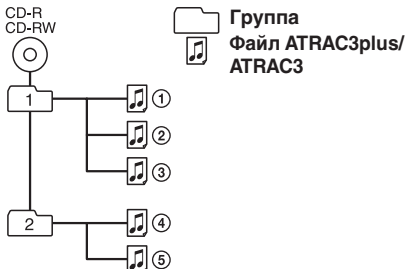 CD-R
CD-RW
Группа
Файл ATRAC3plus/
ATRAC3
1
①
②
③
2
④
⑤